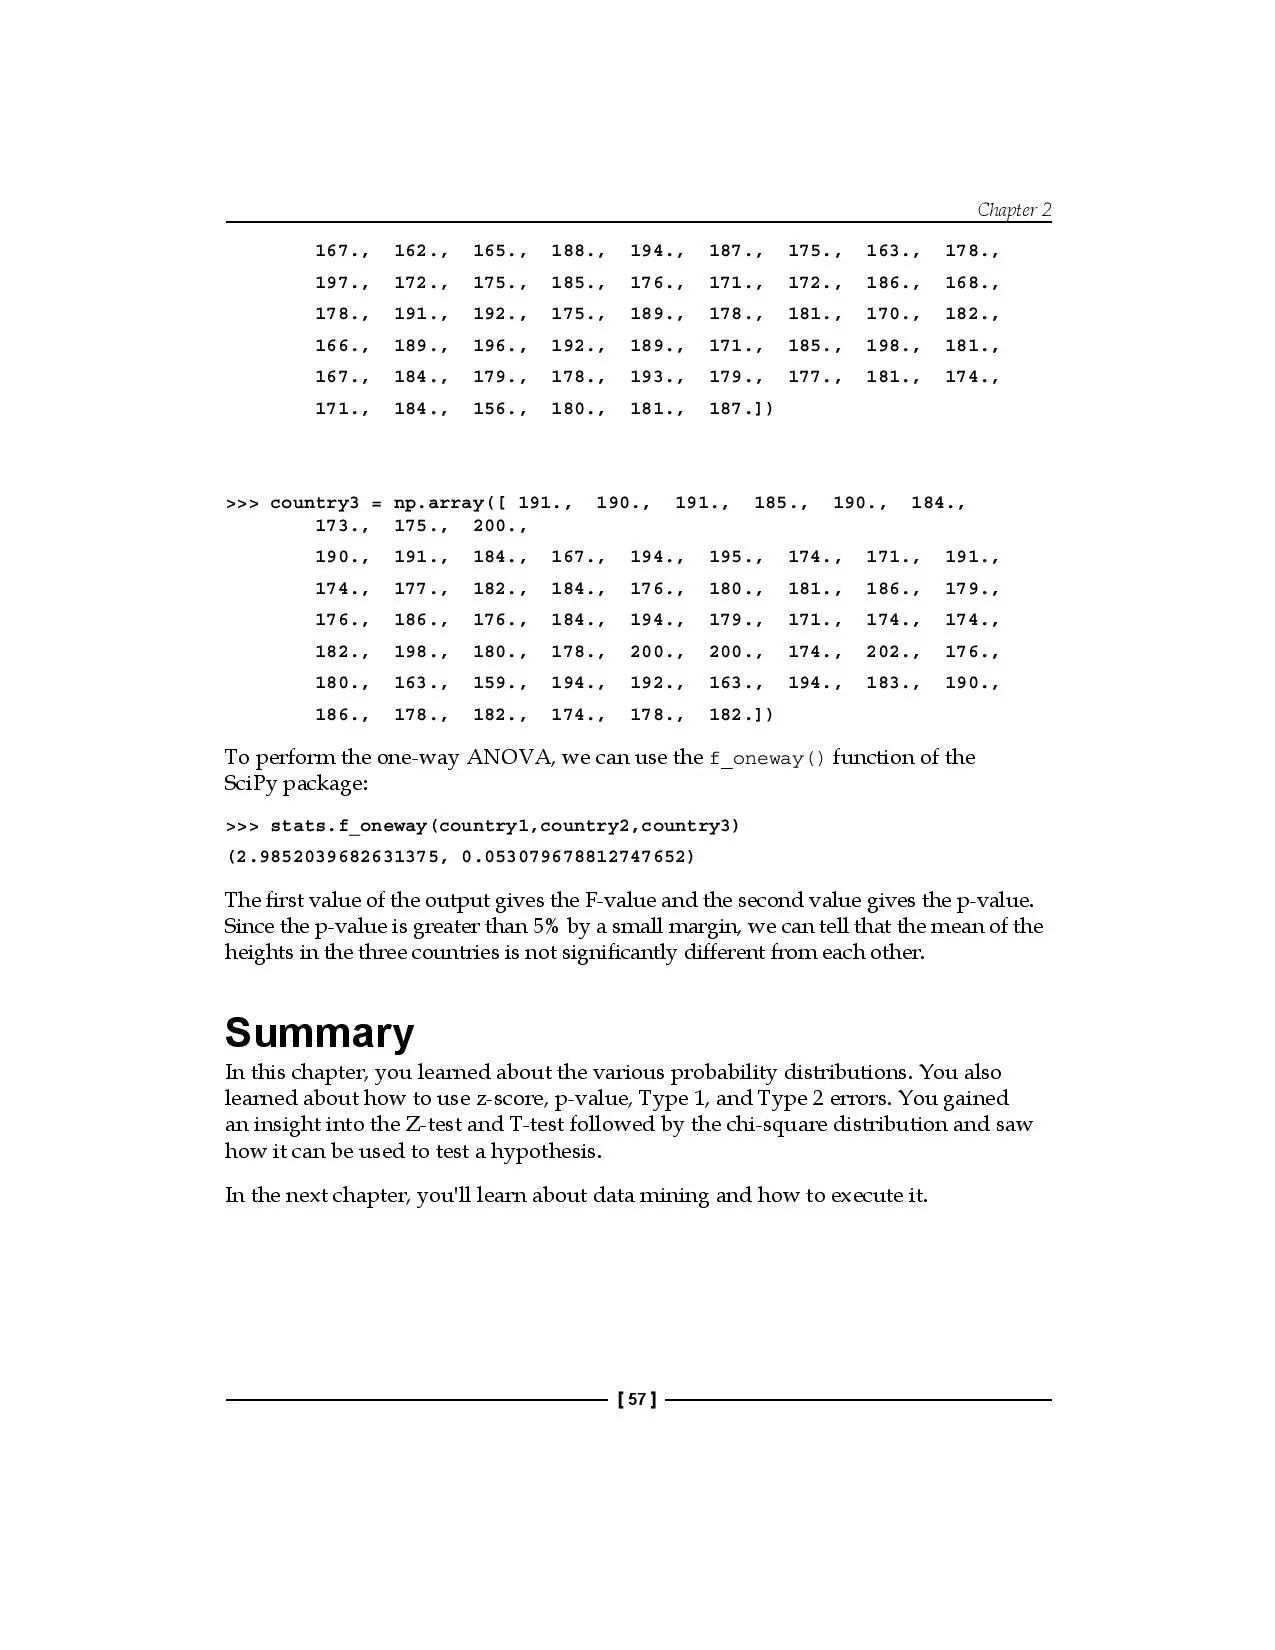 Chapter 2
167., 162., 165., 188., 194., 187., 175., 163., 178.,
197., 172., 175., 185., 176., 171., 172., 186., 168.,
178., 191., 192., 175., 189., 178., 181., 170., 182.,
166., 189., 196., 192., 189., 171., 185., 198., 181.,
167., 184., 179., 178., 193., 179., 177., 181., 174.,
171., 184., 156., 180., 181., 187.])
>>> country3 = np.array([ 191., 190., 191., 185., 190., 184.,
173., 175., 200.,
190., 191., 184., 167., 194., 195., 174., 171., 191.,
174., 177., 182., 184., 176., 180., 181., 186., 179.,
176., 186., 176., 184., 194., 179., 171., 174., 174.,
182., 198., 180., 178., 200., 200., 174., 202., 176.,
180., 163., 159., 194., 192., 163., 194., 183., 190.,
186., 178., 182., 174., 178., 182.])
To perform the one-way ANOVA, we can use the f_oneway() function of the
SciPy package:
>>> stats.f_oneway(country1,country2,country3)
(2.9852039682631375, 0.053079678812747652)
The first value of the output gives the F-value and the second value gives the p-value.
Since the p-value is greater than 5% by a small margin, we can tell that the mean of the
heights in the three countries is not significantly different from each other.
Summary
In this chapter, you learned about the various probability distributions. You also
learned about how to use z-score, p-value, Type 1, and Type 2 errors. You gained
an insight into the Z-test and T-test followed by the chi-square distribution and saw
how it can be used to test a hypothesis.
In the next chapter, you'll learn about data mining and how to execute it.
[ 57 ]